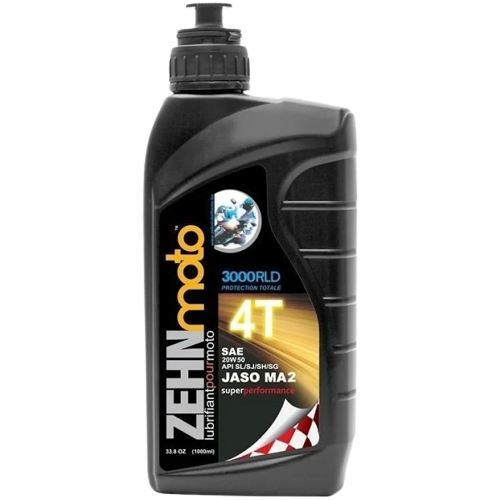 ZEHNmoto™
lubrifiantpourmoto
3000RLD
PROTECTION TOTALE
4T
SAE
20W50
API SL/SJ/SH/SG
JASO MA2
superperformance
33.8 OZ (1000ml)